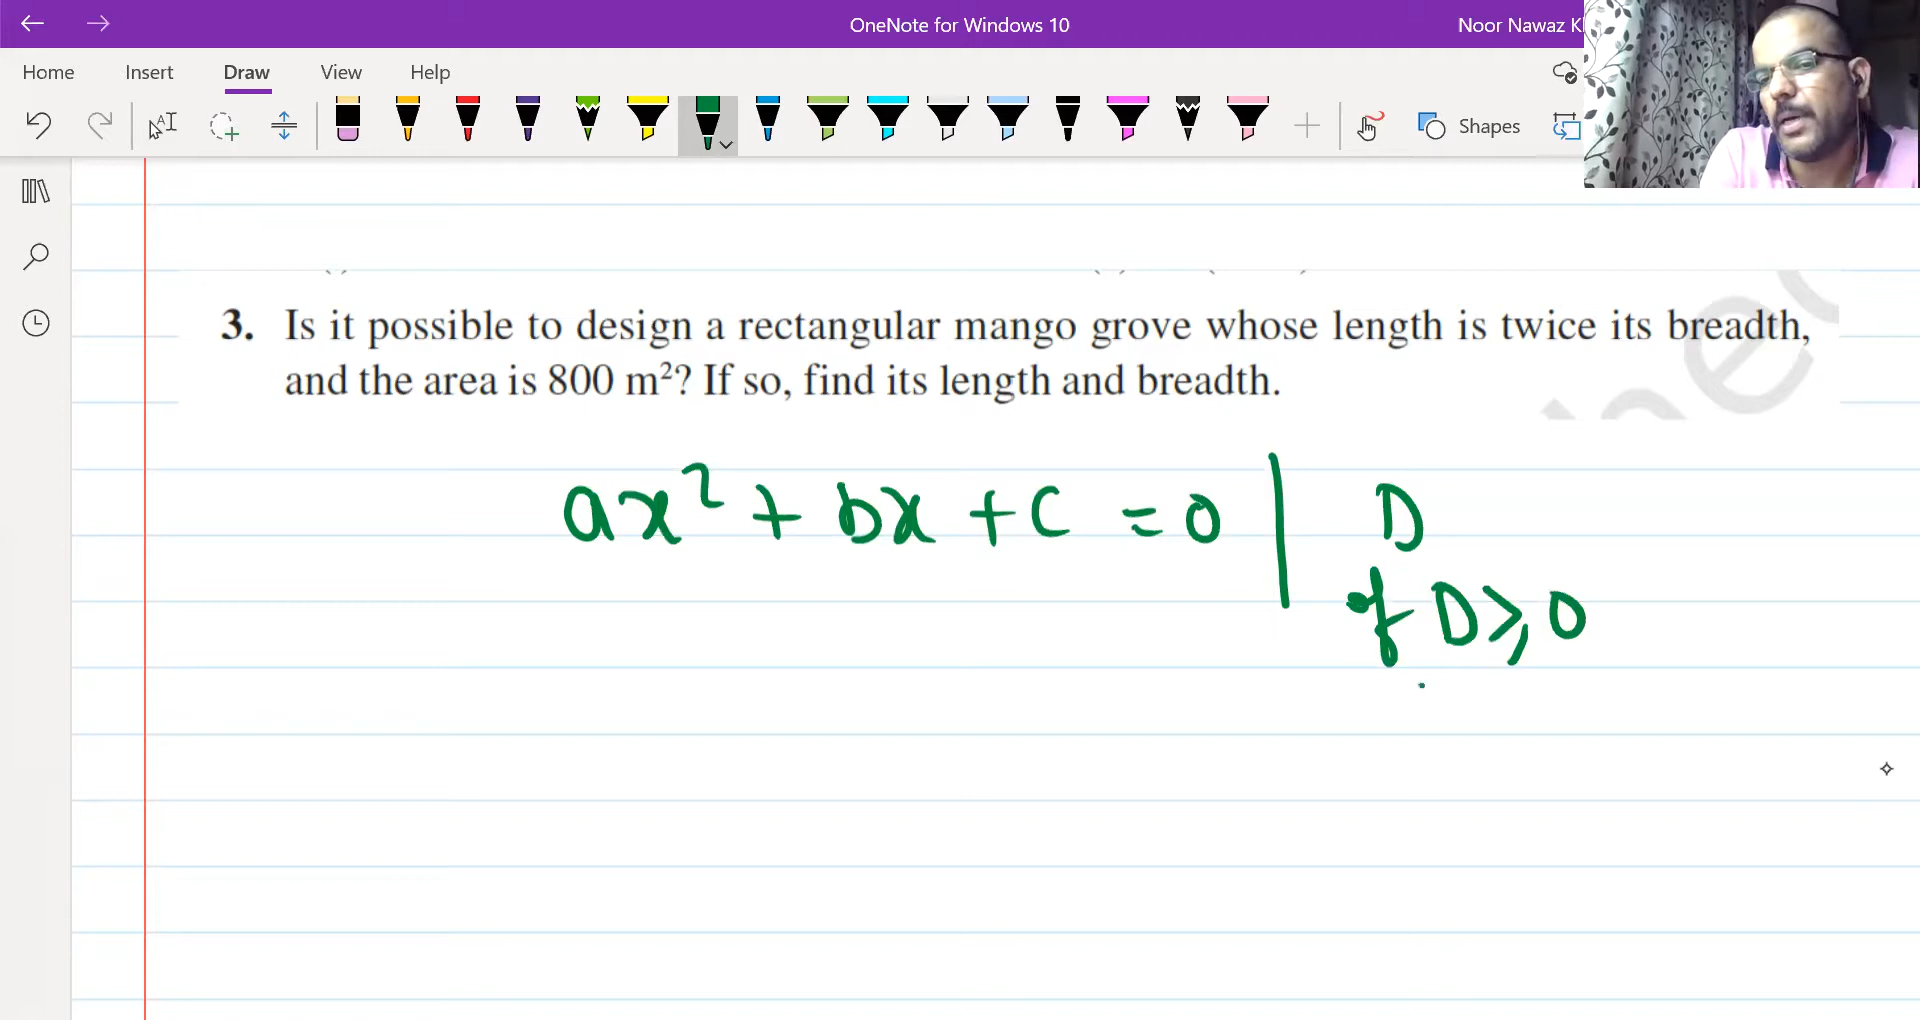 OneNote for Windows 10
Noor Nawaz K
Home Insert Draw View Help
Shapes
3. Is it possible to design a rectangular mango grove whose length is twice its breadth,
and the area is 800 m²? If so, find its length and breadth.
ax² + bx + c = 0 | D
if D ⩾ 0